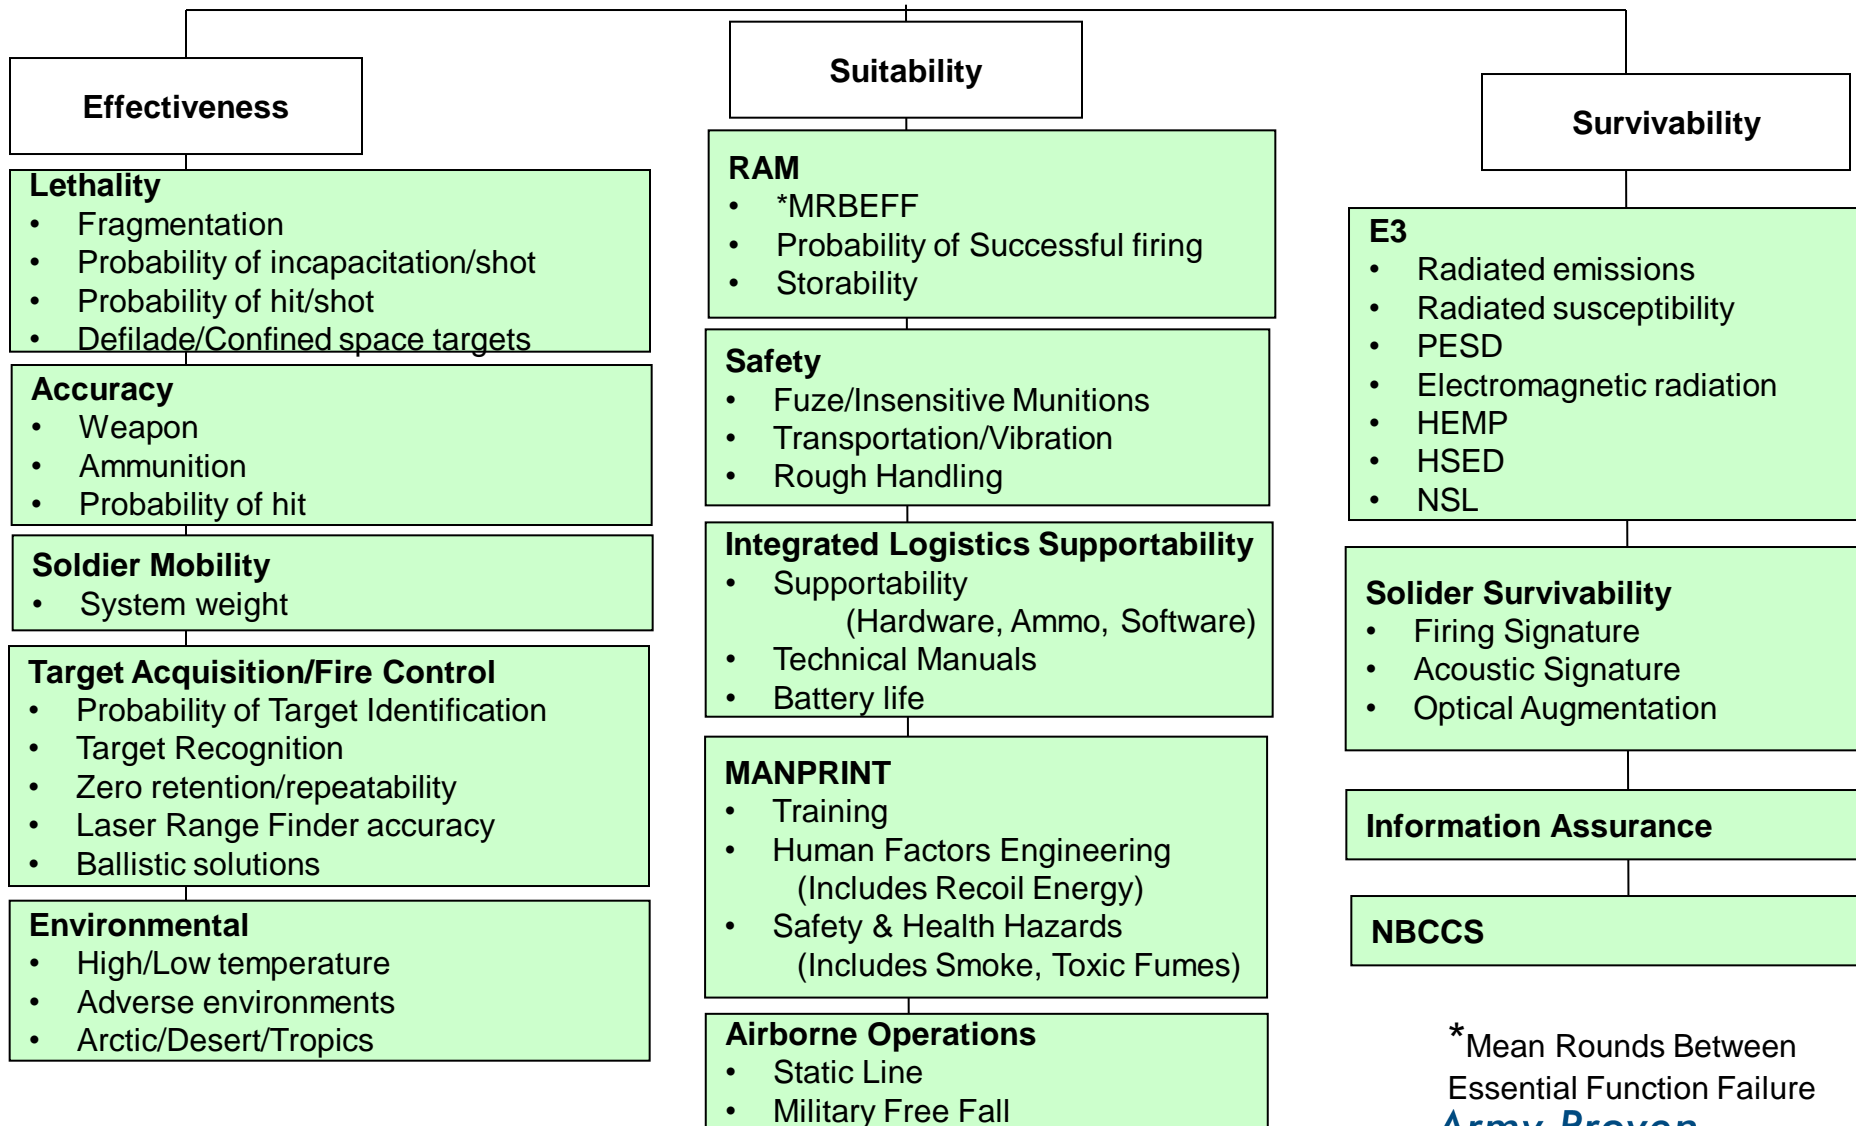 Effectiveness
Lethality
• Fragmentation
• Probability of incapacitation/shot
• Probability of hit/shot
• Defilade/Confined space targets
Accuracy
• Weapon
• Ammunition
• Probability of hit
Soldier Mobility
• System weight
Target Acquisition/Fire Control
• Probability of Target Identification
• Target Recognition
• Zero retention/repeatability
• Laser Range Finder accuracy
• Ballistic solutions
Environmental
• High/Low temperature
• Adverse environments
• Arctic/Desert/Tropics
Suitability
RAM
• *MRBEFF
• Probability of Successful firing
• Storability
Safety
• Fuze/Insensitive Munitions
• Transportation/Vibration
• Rough Handling
Integrated Logistics Supportability
• Supportability
(Hardware, Ammo, Software)
• Technical Manuals
• Battery life
MANPRINT
• Training
• Human Factors Engineering
(Includes Recoil Energy)
• Safety & Health Hazards
(Includes Smoke, Toxic Fumes)
Airborne Operations
• Static Line
• Military Free Fall
Survivability
E3
• Radiated emissions
• Radiated susceptibility
• PESD
• Electromagnetic radiation
• HEMP
• HSED
• NSL
Solider Survivability
• Firing Signature
• Acoustic Signature
• Optical Augmentation
Information Assurance
NBCCS
*Mean Rounds Between
Essential Function Failure
Army Proven